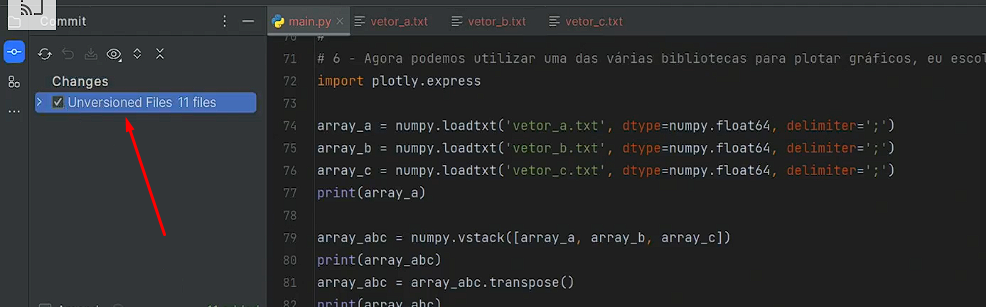 Commit
main.py
vetor_a.txt
vetor_b.txt
vetor_c.txt
Changes
Unversioned Files 11 files
#
71 # 6 - Agora podemos utilizar uma das várias bibliotecas para plotar gráficos, eu escol
72 import plotly.express
73
74 array_a = numpy.loadtxt('vetor_a.txt', dtype=numpy.float64, delimiter=';')
75 array_b = numpy.loadtxt('vetor_b.txt', dtype=numpy.float64, delimiter=';')
76 array_c = numpy.loadtxt('vetor_c.txt', dtype=numpy.float64, delimiter=';')
77 print(array_a)
78
79 array_abc = numpy.vstack([array_a, array_b, array_c])
80 print(array_abc)
81 array_abc = array_abc.transpose()
82 print(array_abc)